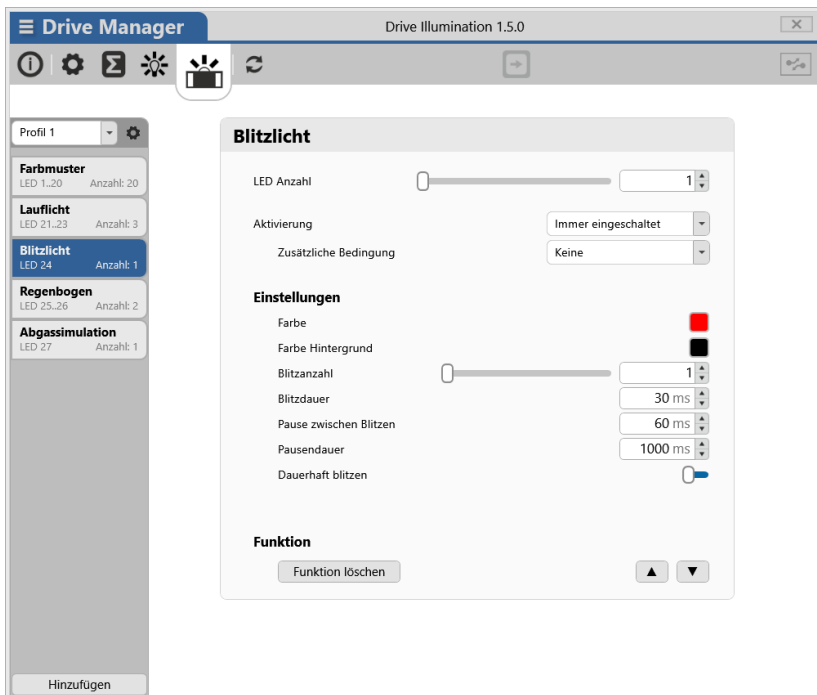 Drive Manager
Drive Illumination 1.5.0
Profil 1
Farbmuster
LED 1..20 Anzahl: 20
Lauflicht
LED 21..23 Anzahl: 3
Blitzlicht
LED 24 Anzahl: 1
Regenbogen
LED 25..26 Anzahl: 2
Abgassimulation
LED 27 Anzahl: 1
Hinzufügen
Blitzlicht
LED Anzahl 1
Aktivierung Immer eingeschaltet
Zusätzliche Bedingung Keine
Einstellungen
Farbe
Farbe Hintergrund
Blitzanzahl 1
Blitzdauer 30 ms
Pause zwischen Blitzen 60 ms
Pausendauer 1000 ms
Dauerhaft blitzen
Funktion
Funktion löschen